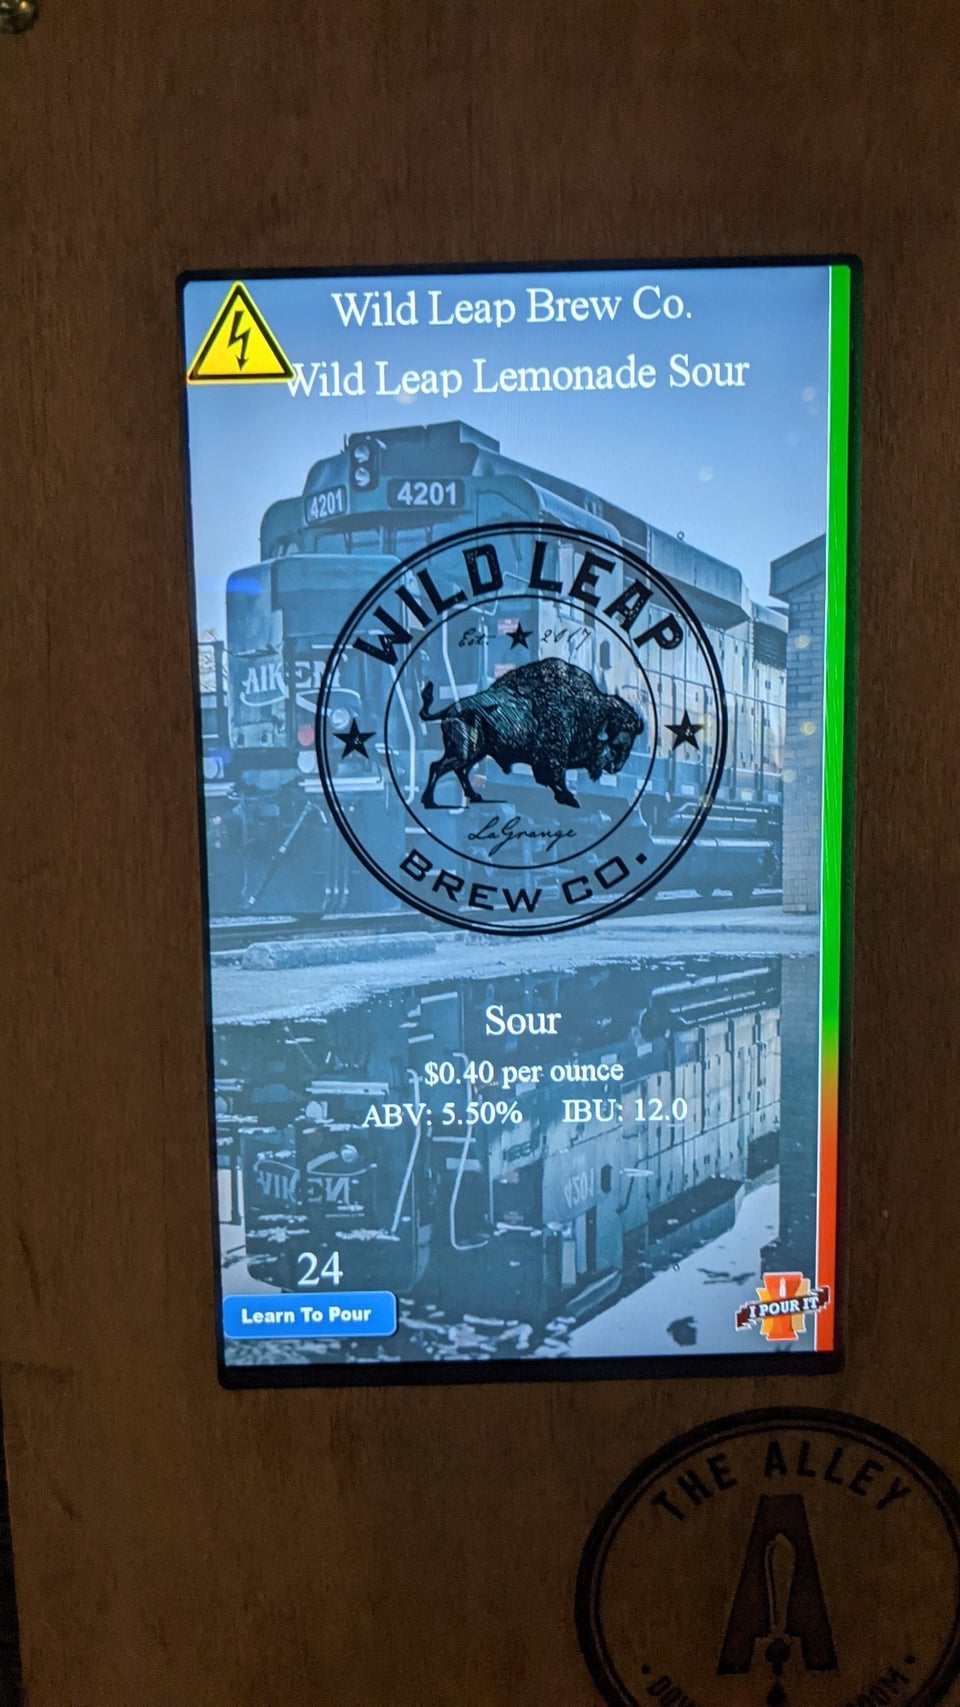 Wild Leap Brew Co.
Wild Leap Lemonade Sour
4201
4201
WILD LEAP
Est. 2017
AIKEN
LaGrange
BREW CO.
Sour
$0.40 per ounce
ABV: 5.50% IBU: 12.0
24
Learn To Pour
I POUR IT
THE ALLEY